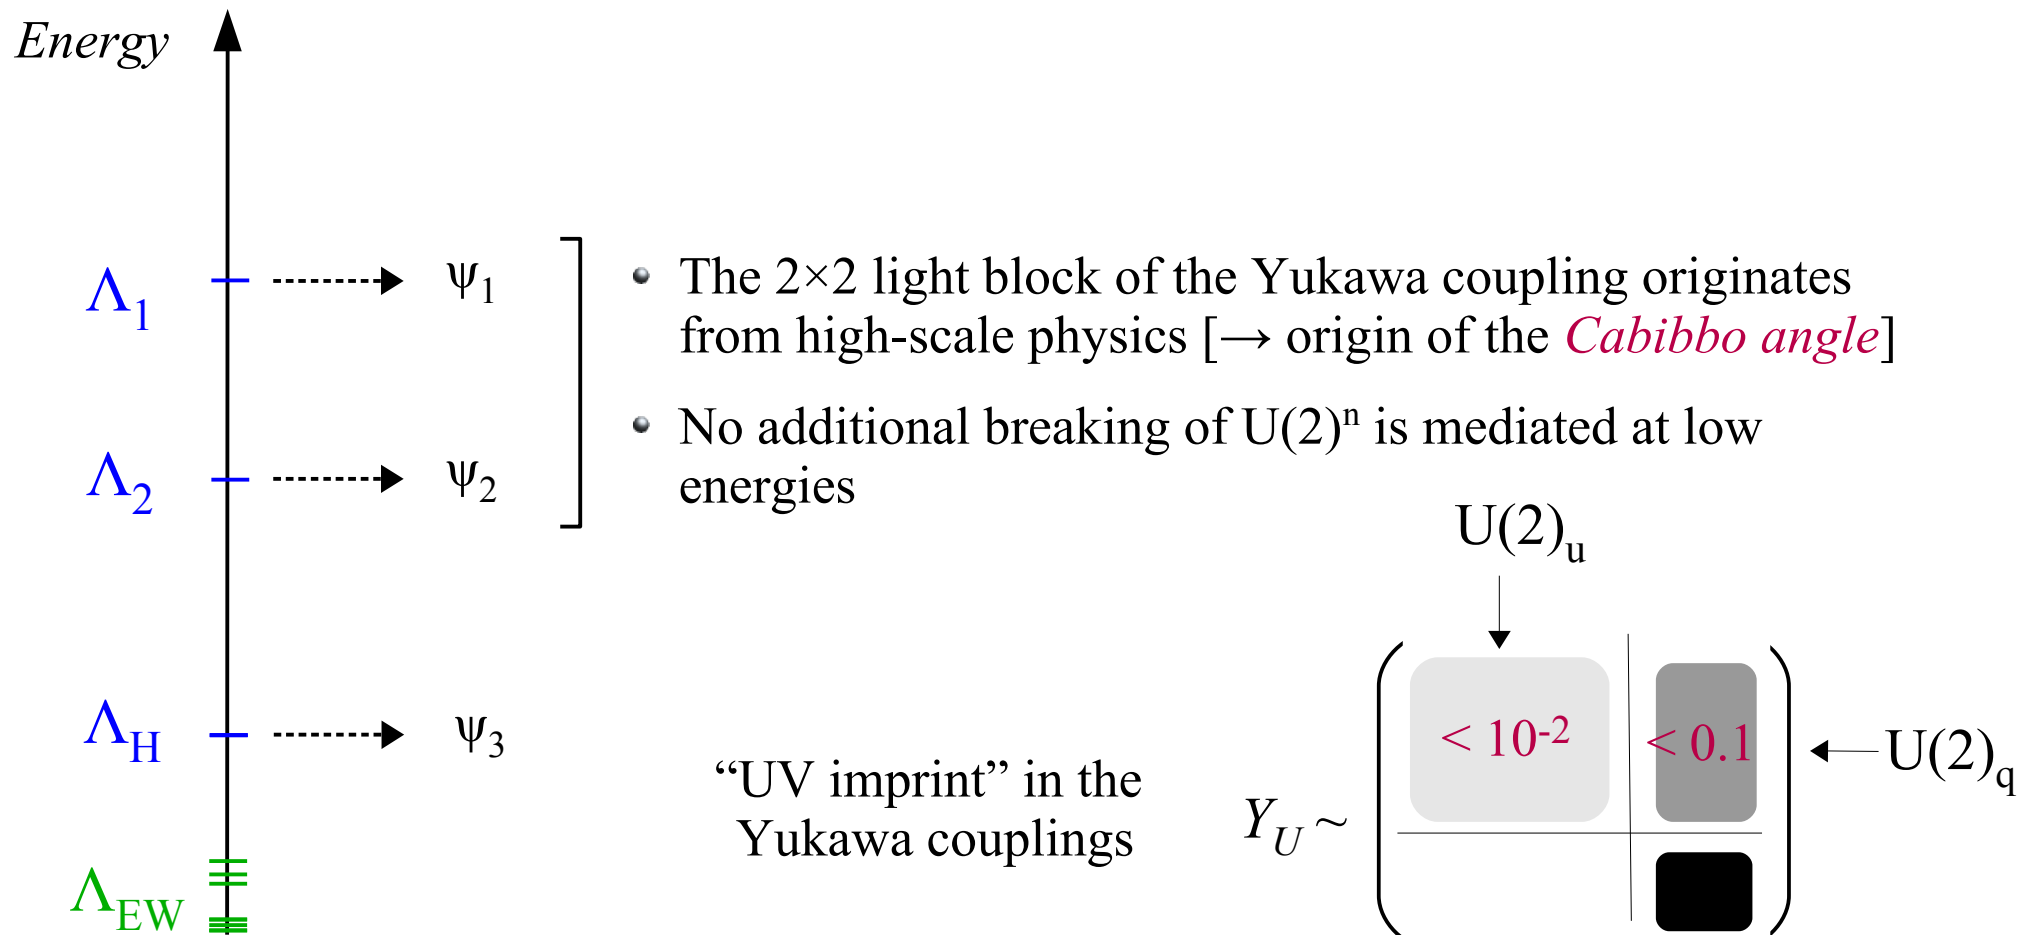 Energy
Λ1
ψ1
• The 2×2 light block of the Yukawa coupling originates
from high-scale physics [→ origin of the Cabibbo angle]
Λ2
ψ2
• No additional breaking of U(2)ⁿ is mediated at low
energies
U(2)u
ΛH
ψ3
< 10⁻²
< 0.1
U(2)q
“UV imprint” in the
Yukawa couplings
YU ~
ΛEW